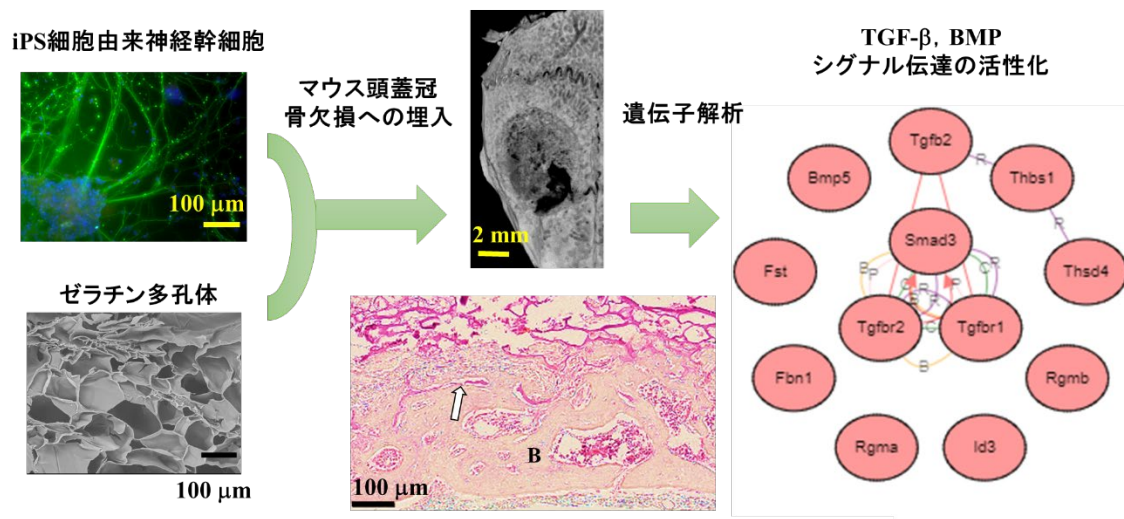 iPS細胞由来神経幹細胞
100 μm
ゼラチン多孔体
100 μm
マウス頭蓋冠
骨欠損への埋入
2 mm
B
100 μm
遺伝子解析
TGF-β, BMP
シグナル伝達の活性化
Tgfb2
R
Bmp5
Thbs1
R
Smad3
Fst
B
P
C
R
Thsd4
Tgfbr2
Tgfbr1
C
B
Fbn1
Rgmb
Rgma
Id3